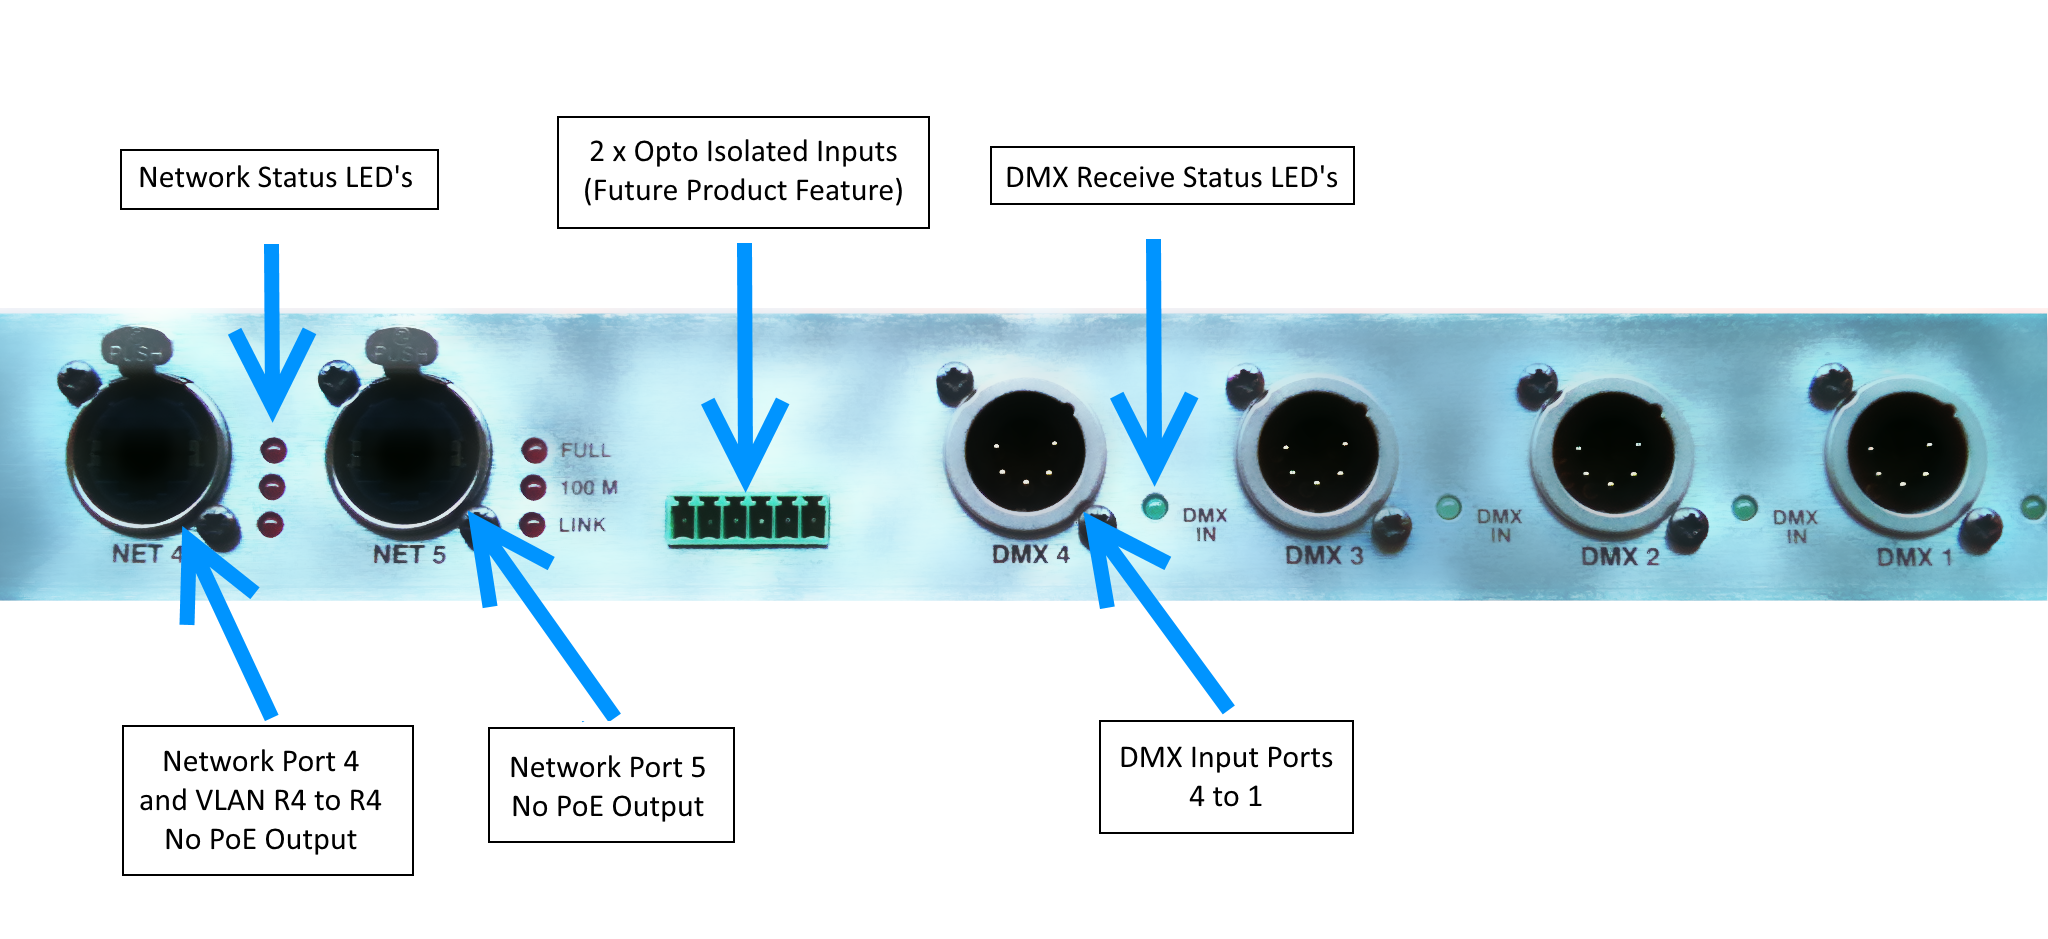 Network Status LED's
2 x Opto Isolated Inputs
(Future Product Feature)
DMX Receive Status LED's
PUSH
PUSH
FULL
100 M
LINK
NET 4
NET 5
DMX 4
DMX
IN
DMX 3
DMX
IN
DMX 2
DMX
IN
DMX 1
Network Port 4
and VLAN R4 to R4
No PoE Output
Network Port 5
No PoE Output
DMX Input Ports
4 to 1